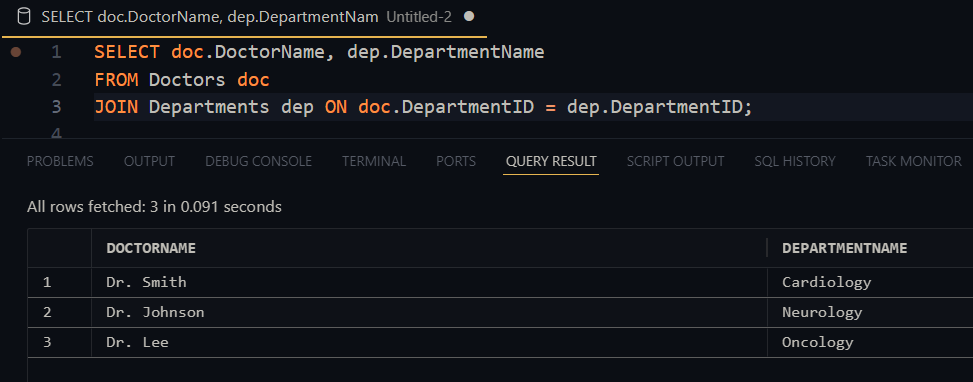 SELECT doc.DoctorName, dep.DepartmentNam Untitled-2
1 SELECT doc.DoctorName, dep.DepartmentName
2 FROM Doctors doc
3 JOIN Departments dep ON doc.DepartmentID = dep.DepartmentID;
4
PROBLEMS OUTPUT DEBUG CONSOLE TERMINAL PORTS QUERY RESULT SCRIPT OUTPUT SQL HISTORY TASK MONITOR
All rows fetched: 3 in 0.091 seconds
DOCTORNAME DEPARTMENTNAME
1 Dr. Smith Cardiology
2 Dr. Johnson Neurology
3 Dr. Lee Oncology